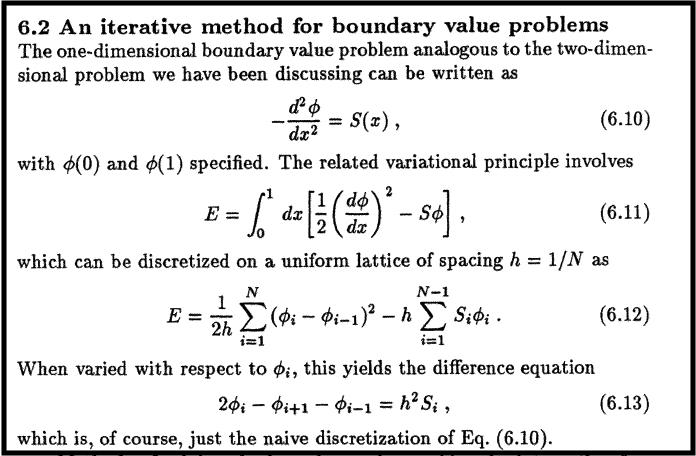 6.2 An iterative method for boundary value problems
The one-dimensional boundary value problem analogous to the two-dimen-
sional problem we have been discussing can be written as
$-\frac{d^2\phi}{dx^2} = S(x)\,,$ (6.10)
with $\phi(0)$ and $\phi(1)$ specified. The related variational principle involves
$E = \int_0^1 dx \left[ \frac{1}{2} \left( \frac{d\phi}{dx} \right)^2 - S\phi \right]\,,$ (6.11)
which can be discretized on a uniform lattice of spacing $h = 1/N$ as
$E = \frac{1}{2h} \sum_{i=1}^{N} (\phi_i - \phi_{i-1})^2 - h \sum_{i=1}^{N-1} S_i \phi_i\,.$ (6.12)
When varied with respect to $\phi_i$, this yields the difference equation
$2\phi_i - \phi_{i+1} - \phi_{i-1} = h^2 S_i\,,$ (6.13)
which is, of course, just the naive discretization of Eq. (6.10).